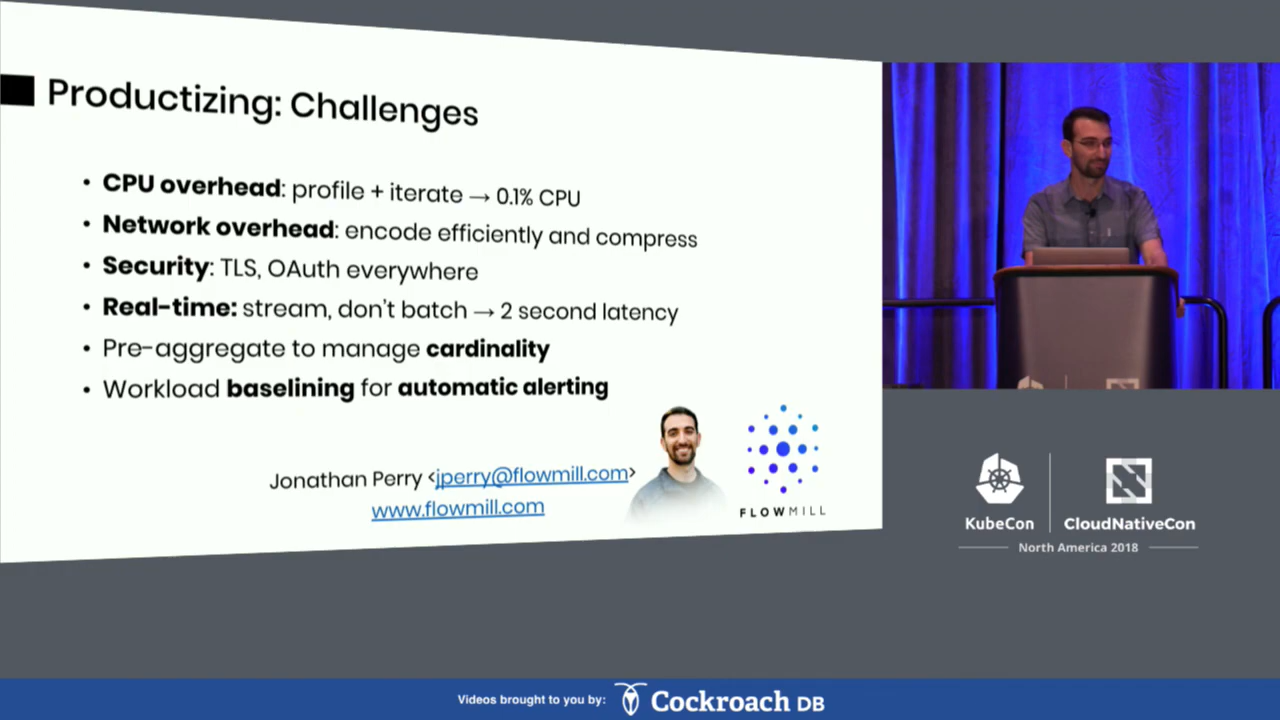 Productizing: Challenges
• CPU overhead: profile + iterate → 0.1% CPU
• Network overhead: encode efficiently and compress
• Security: TLS, OAuth everywhere
• Real-time: stream, don't batch → 2 second latency
• Pre-aggregate to manage cardinality
• Workload baselining for automatic alerting
Jonathan Perry <jperry@flowmill.com>
www.flowmill.com
FLOWMILL
KubeCon
CloudNativeCon
North America 2018
Videos brought to you by:
Cockroach DB